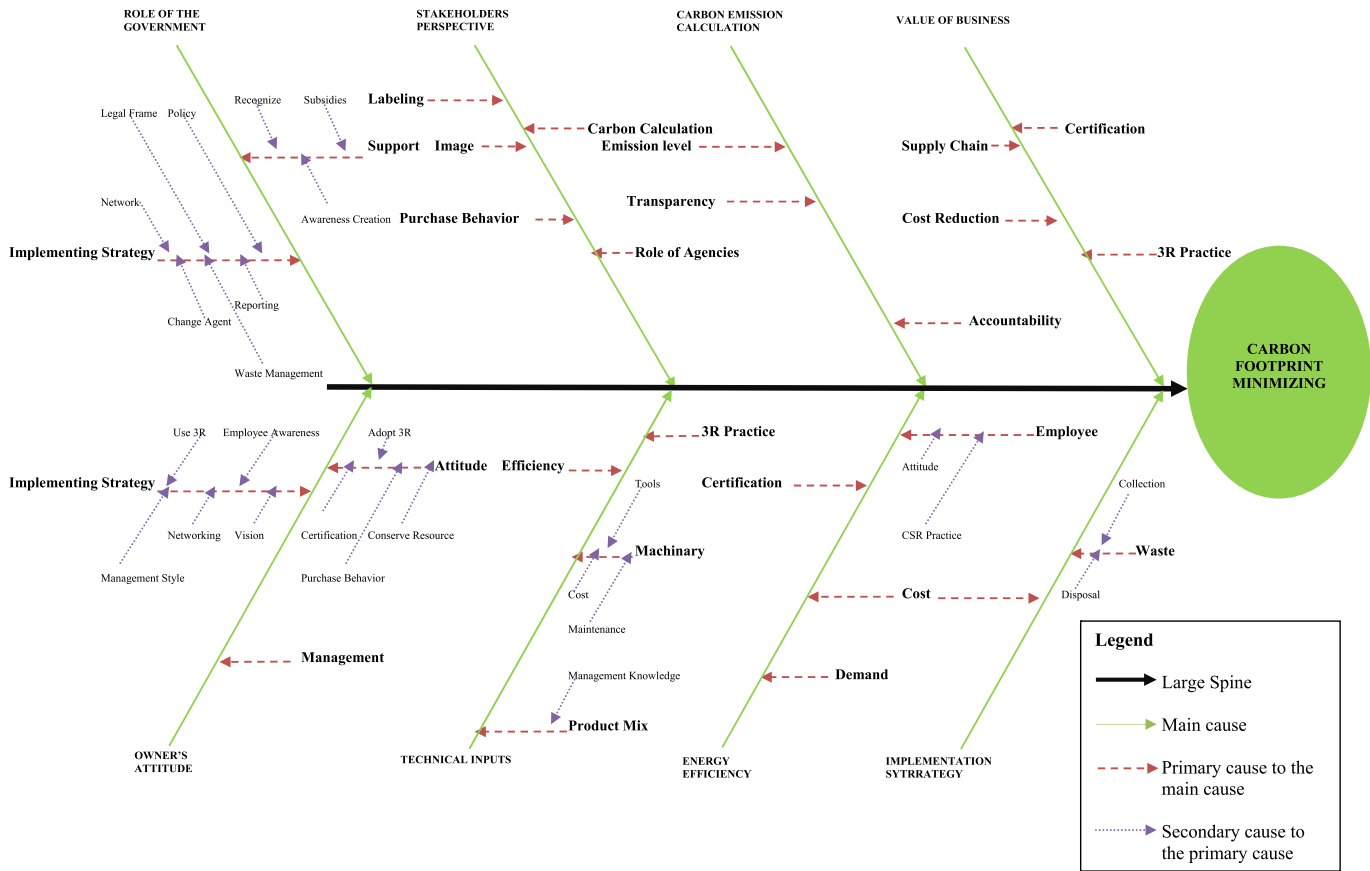 ROLE OF THE
GOVERNMENT
STAKEHOLDERS
PERSPECTIVE
CARBON EMISSION
CALCULATION
VALUE OF BUSINESS
Recognize
Subsidies
Labeling
Legal Frame
Policy
Carbon Calculation
Certification
Support
Image
Emission level
Supply Chain
Network
Awareness Creation
Purchase Behavior
Transparency
Cost Reduction
Implementing Strategy
Role of Agencies
3R Practice
Reporting
Change Agent
Accountability
Waste Management
CARBON
FOOTPRINT
MINIMIZING
Use 3R
Employee Awareness
Adopt 3R
3R Practice
Employee
Attitude
Efficiency
Attitude
Implementing Strategy
Tools
Certification
Collection
Networking
Vision
Certification
Conserve Resource
CSR Practice
Machinary
Waste
Management Style
Purchase Behavior
Cost
Cost
Disposal
Maintenance
Management
Management Knowledge
Demand
Product Mix
OWNER'S
ATTITUDE
TECHNICAL INPUTS
ENERGY
EFFICIENCY
IMPLEMENTATION
SYTRRATEGY
Legend
Large Spine
Main cause
Primary cause to the
main cause
Secondary cause to
the primary cause